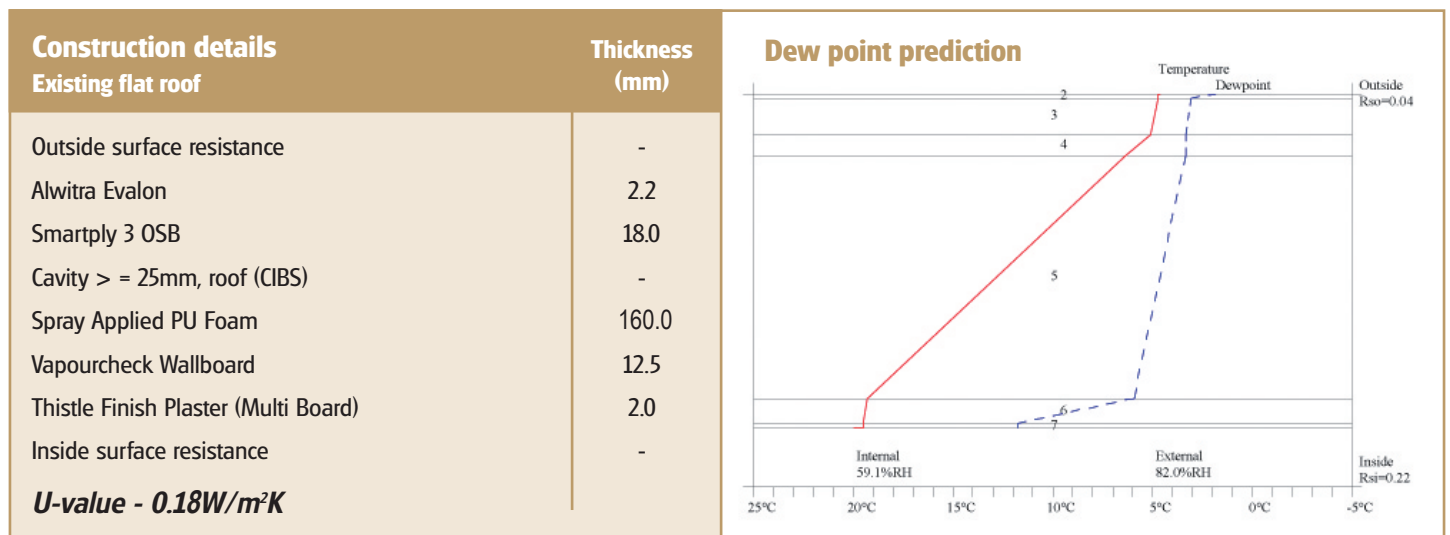 Construction details
Existing flat roof
Thickness
(mm)
Outside surface resistance -
Alwitra Evalon 2.2
Smartply 3 OSB 18.0
Cavity > = 25mm, roof (CIBS) -
Spray Applied PU Foam 160.0
Vapourcheck Wallboard 12.5
Thistle Finish Plaster (Multi Board) 2.0
Inside surface resistance -
U-value - 0.18W/m²K
Dew point prediction
Temperature
Dewpoint
Outside
Rso=0.04
2
3
4
5
6
7
Internal
59.1%RH
External
82.0%RH
Inside
Rsi=0.22
25°C 20°C 15°C 10°C 5°C 0°C -5°C